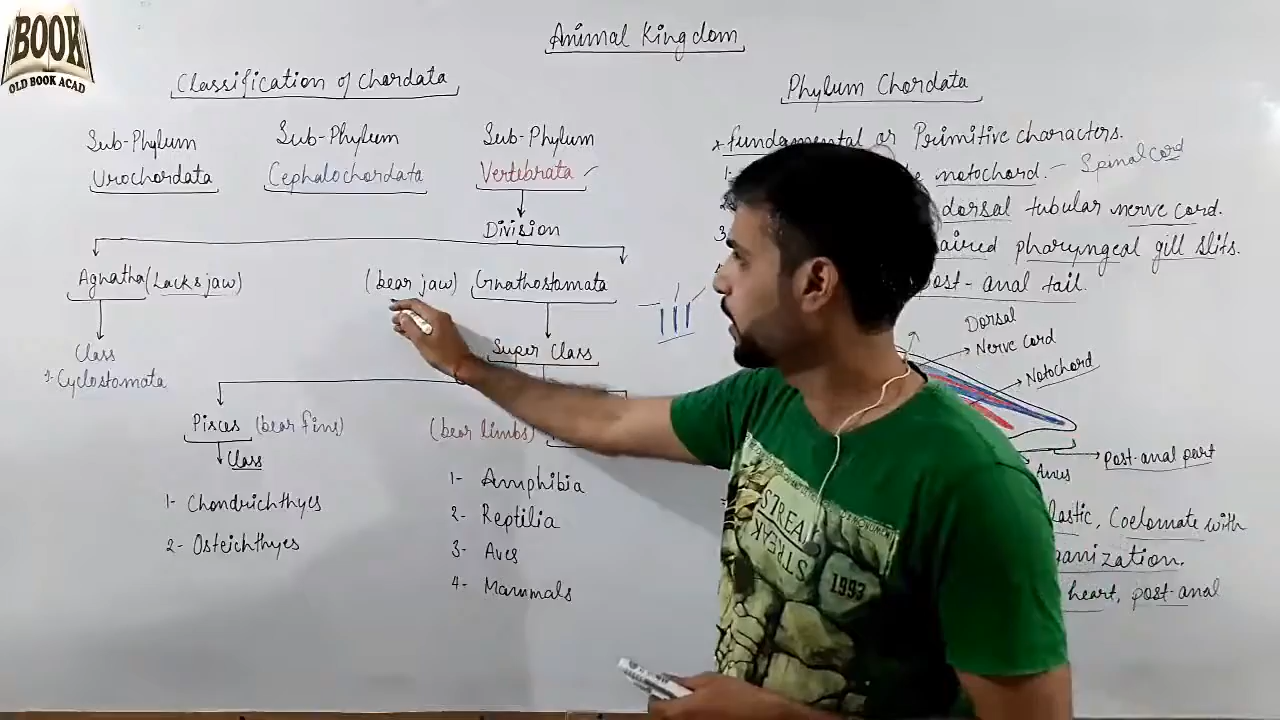 BOOK
OLD BOOK ACAD
Animal Kingdom
Classification of Chordata
Sub-Phylum
Urochordata
Sub-Phylum
Cephalochordata
Sub-Phylum
Vertebrata
Division
Agnatha (Lacks jaw)
(bear jaw) Gnathostomata
Class
1- Cyclostomata
Super Class
Pisces (bear fins)
(bear limbs)
Class
1- Chondrichthyes
2- Osteichthyes
1- Amphibia
2- Reptilia
3- Aves
4- Mammals
Phylum Chordata
* fundamental or Primitive characters.
1- notochord. - Spinal cord
dorsal tubular nerve cord.
3 paired pharyngeal gill slits.
post-anal tail.
Dorsal
Nerve cord
Notochord
Post-anal part
Anus
Coelomate with
heart, post-anal
STREAK
1993